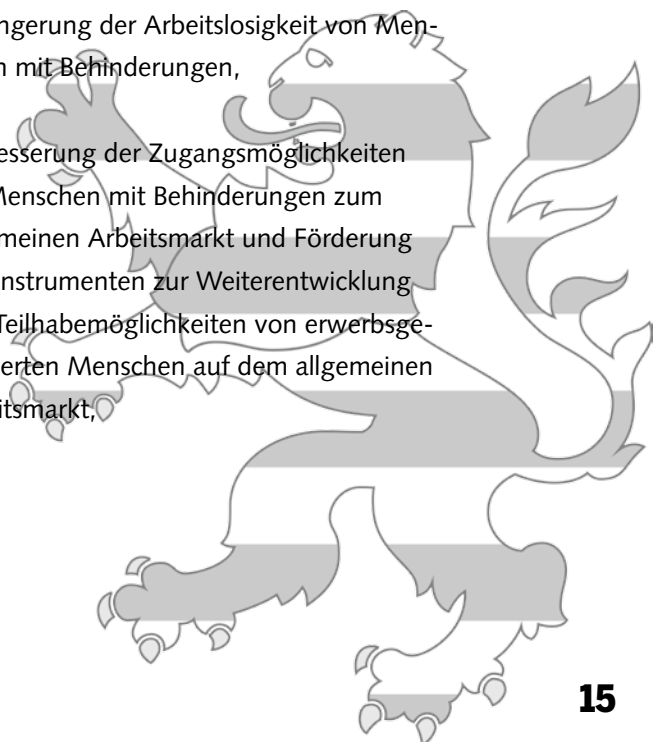 ngerung der Arbeitslosigkeit von Men-
n mit Behinderungen,
esserung der Zugangsmöglichkeiten
Menschen mit Behinderungen zum
meinen Arbeitsmarkt und Förderung
nstrumenten zur Weiterentwicklung
Teilhabemöglichkeiten von erwerbsge-
erten Menschen auf dem allgemeinen
itsmarkt,
15